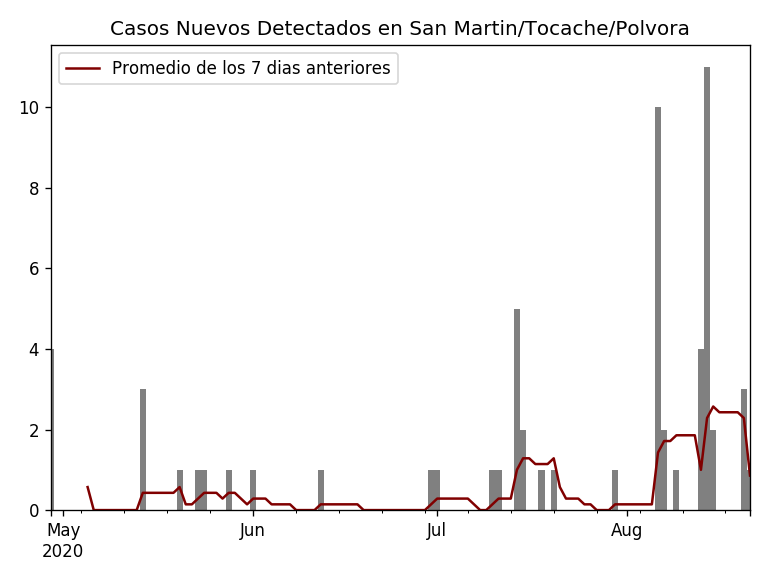 Casos Nuevos Detectados en San Martin/Tocache/Polvora
Promedio de los 7 dias anteriores
10
8
6
4
2
0
May Jun Jul Aug
2020